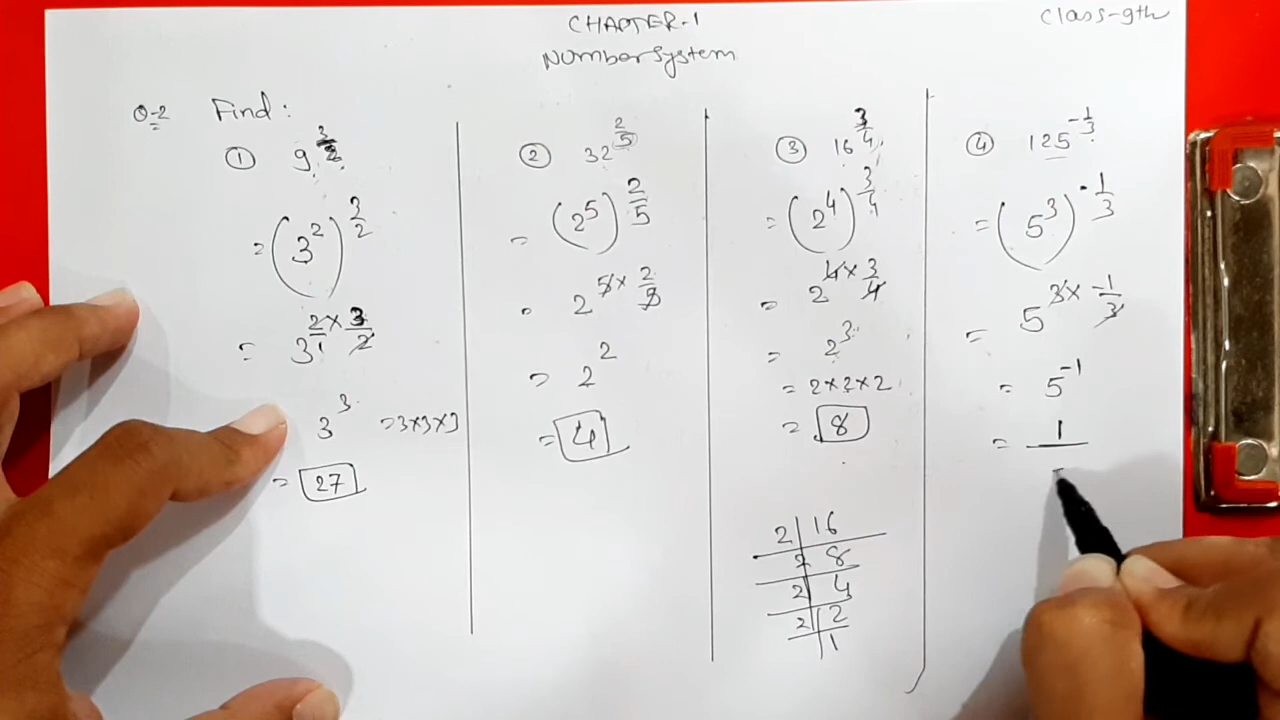 CHAPTER-1
Class-9th
Number System
Q-2 Find:
① 9^{3/2}
= (3^2)^{3/2}
= 3^{2/1 × 3/2}
3^3 = 3×3×3
= 27
② 32^{2/5}
= (2^5)^{2/5}
= 2^{5 × 2/5}
= 2^2
= 4
③ 16^{3/4}
= (2^4)^{3/4}
= 2^{4 × 3/4}
= 2^3
= 2×2×2
= 8
2 | 16
2 | 8
2 | 4
2 | 2
| 1
④ 125^{-1/3}
= (5^3)^{-1/3}
= 5^{3 × -1/3}
= 5^{-1}
= 1